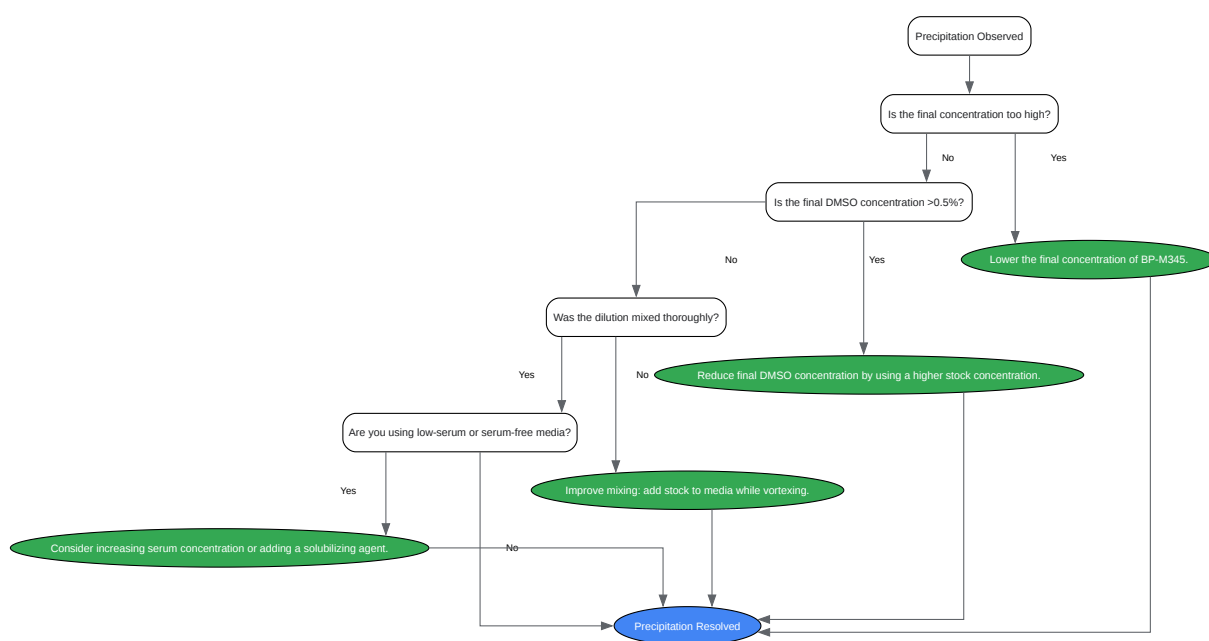 Precipitation Observed
Is the final concentration too high?
No
Yes
Is the final DMSO concentration >0.5%?
No
Yes
Lower the final concentration of BP-M345.
Was the dilution mixed thoroughly?
Yes
No
Reduce final DMSO concentration by using a higher stock concentration.
Are you using low-serum or serum-free media?
Yes
Improve mixing: add stock to media while vortexing.
Consider increasing serum concentration or adding a solubilizing agent.
No
Precipitation Resolved